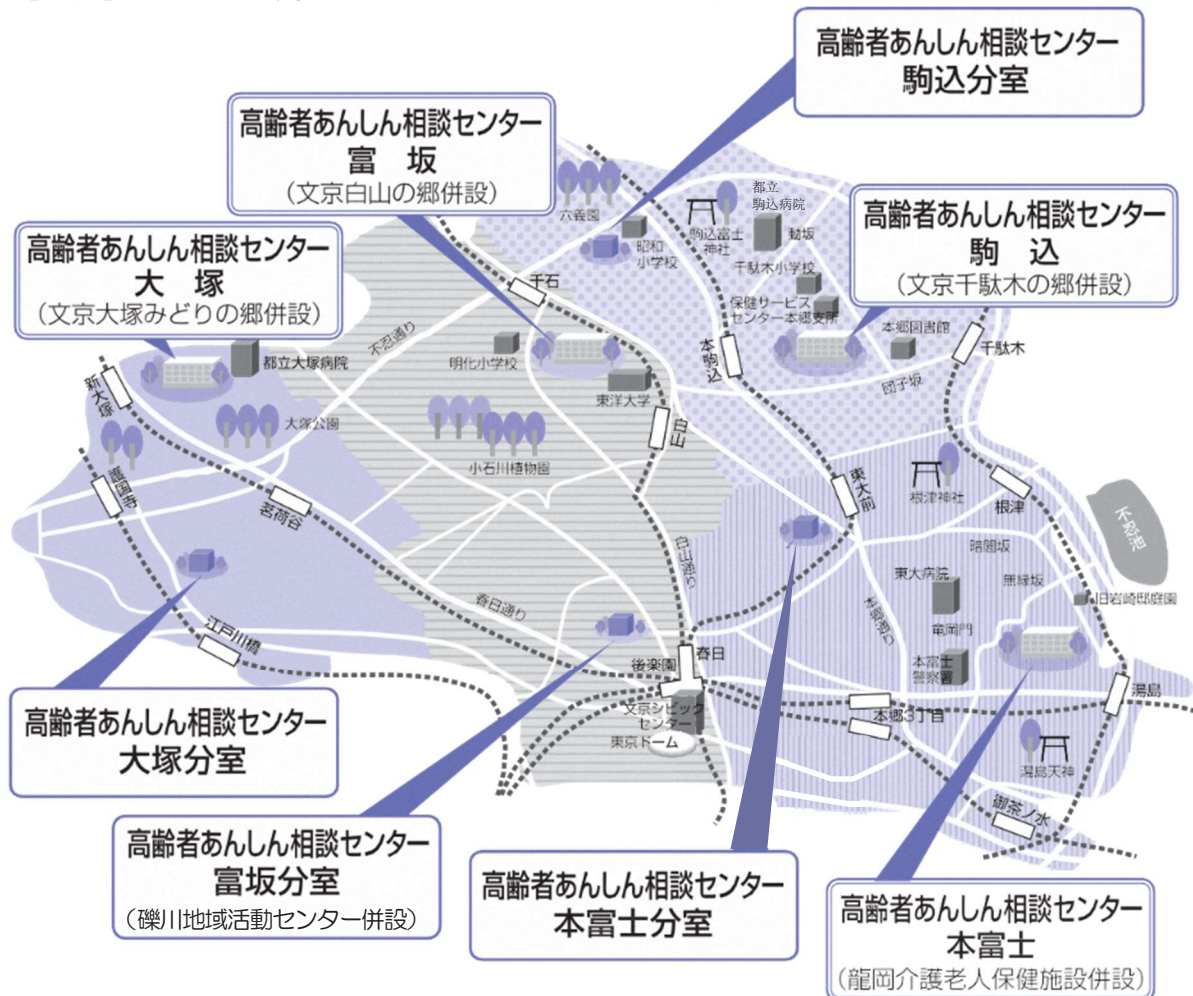 高齢者あんしん相談センター
駒込分室
高齢者あんしん相談センター
富 坂
(文京白山の郷併設)
高齢者あんしん相談センター
大 塚
(文京大塚みどりの郷併設)
高齢者あんしん相談センター
駒 込
(文京千駄木の郷併設)
六義園
昭和
小学校
駒込富士
神社
都立
駒込病院
動坂
千駄木小学校
保健サービス
センター本郷支所
本郷図書館
千石
不忍通り
明化小学校
東洋大学
本駒込
団子坂
千駄木
都立大塚病院
新大塚
大塚公園
小石川植物園
白山
護国寺
茗荷谷
東大前
根津神社
根津
不忍池
暗闇坂
無縁坂
旧岩崎邸庭園
東大病院
竜岡門
本富士
警察署
白山通り
本郷通り
春日通り
江戸川橋
後楽園
春日
文京シビック
センター
東京ドーム
本郷3丁目
湯島
湯島天神
御茶ノ水
高齢者あんしん相談センター
大塚分室
高齢者あんしん相談センター
富坂分室
(礫川地域活動センター併設)
高齢者あんしん相談センター
本富士分室
高齢者あんしん相談センター
本富士
(龍岡介護老人保健施設併設)